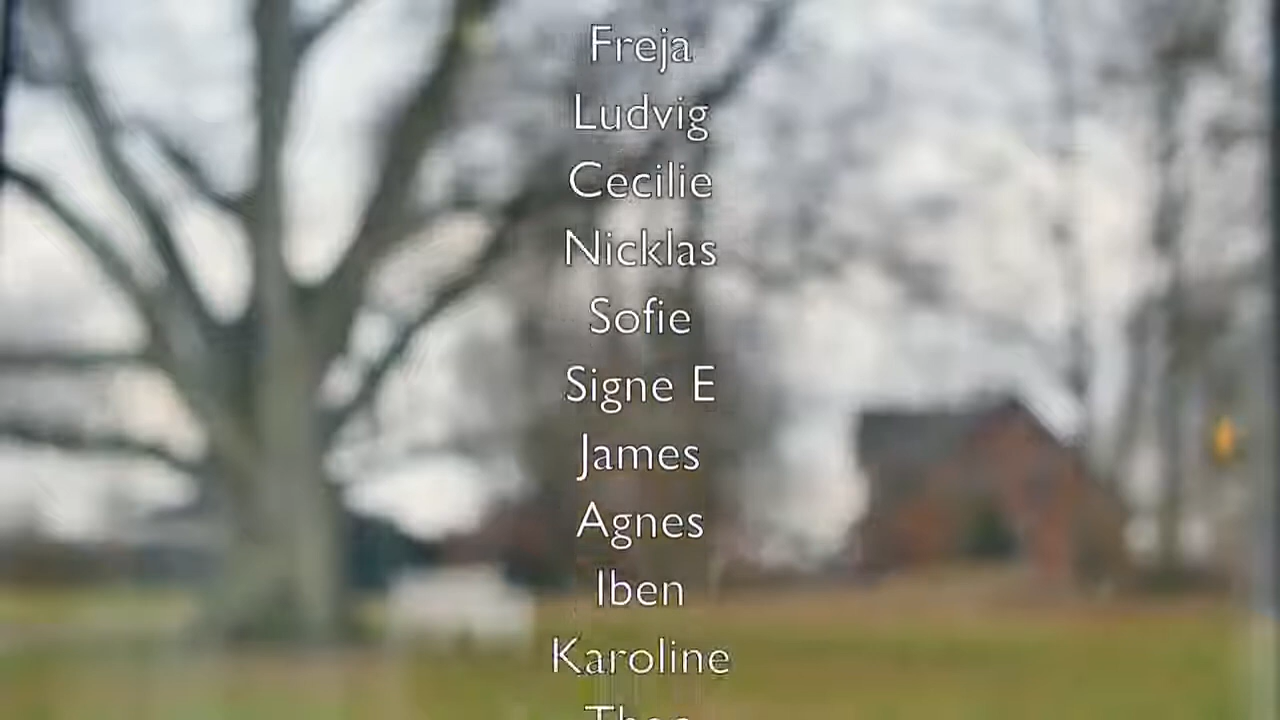 Freja
Ludvig
Cecilie
Nicklas
Sofie
Signe E
James
Agnes
Iben
Karoline